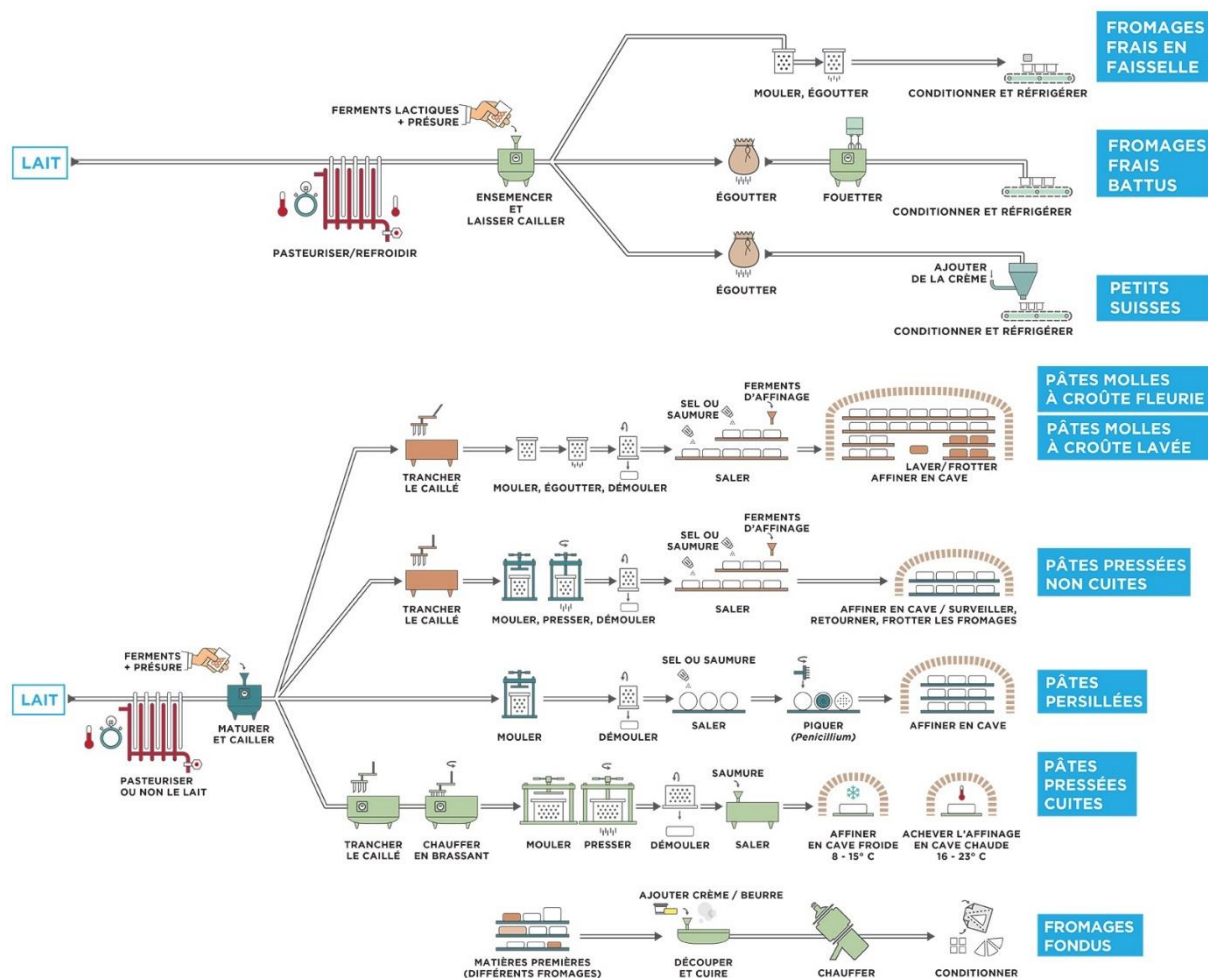 FROMAGES
FRAIS EN
FAISSELLE
MOULER, ÉGOUTTER
CONDITIONNER ET RÉFRIGÉRER
FERMENTS LACTIQUES
+ PRÉSURE
LAIT
PASTEURISER/REFROIDIR
ENSEMENCER
ET
LAISSER CAILLER
ÉGOUTTER
FOUETTER
CONDITIONNER ET RÉFRIGÉRER
FROMAGES
FRAIS
BATTUS
ÉGOUTTER
AJOUTER
DE LA CRÈME
CONDITIONNER ET RÉFRIGÉRER
PETITS
SUISSES
PÂTES MOLLES
À CROÛTE FLEURIE
PÂTES MOLLES
À CROÛTE LAVÉE
TRANCHER
LE CAILLÉ
MOULER, ÉGOUTTER, DÉMOULER
SEL OU
SAUMURE
FERMENTS
D'AFFINAGE
SALER
LAVER/FROTTER
AFFINER EN CAVE
TRANCHER
LE CAILLÉ
MOULER, PRESSER, DÉMOULER
SEL OU
SAUMURE
FERMENTS
D'AFFINAGE
SALER
AFFINER EN CAVE / SURVEILLER,
RETOURNER, FROTTER LES FROMAGES
PÂTES PRESSÉES
NON CUITES
FERMENTS
+ PRÉSURE
LAIT
PASTEURISER
OU NON LE LAIT
MATURER
ET CAILLER
MOULER
DÉMOULER
SEL OU SAUMURE
SALER
PIQUER
(Penicillium)
AFFINER EN CAVE
PÂTES
PERSILLÉES
TRANCHER
LE CAILLÉ
CHAUFFER
EN BRASSANT
MOULER
PRESSER
DÉMOULER
SAUMURE
SALER
AFFINER
EN CAVE FROIDE
8 - 15° C
ACHEVER L'AFFINAGE
EN CAVE CHAUDE
16 - 23° C
PÂTES
PRESSÉES
CUITES
MATIÈRES PREMIÈRES
(DIFFÉRENTS FROMAGES)
AJOUTER CRÈME / BEURRE
DÉCOUPER
ET CUIRE
CHAUFFER
CONDITIONNER
FROMAGES
FONDUS